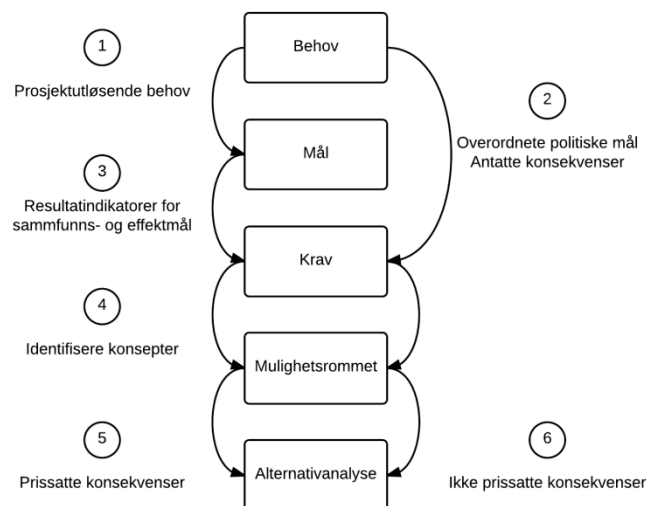 1
Behov
Prosjektutløsende behov
2
Overordnete politiske mål
Antatte konsekvenser
Mål
3
Resultatindikatorer for
sammfunns- og effektmål
Krav
4
Identifisere konsepter
Mulighetsrommet
5
Prissatte konsekvenser
Alternativanalyse
6
Ikke prissatte konsekvenser